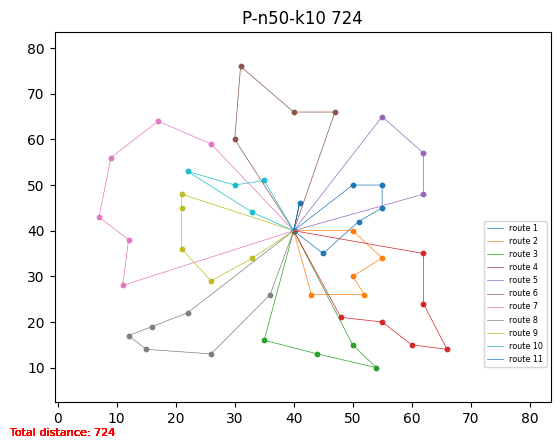 P-n50-k10 724
80
70
60
50
40
30
20
10
0
10
20
30
40
50
60
70
80
route 1
route 2
route 3
route 4
route 5
route 6
route 7
route 8
route 9
route 10
route 11
Total distance: 724